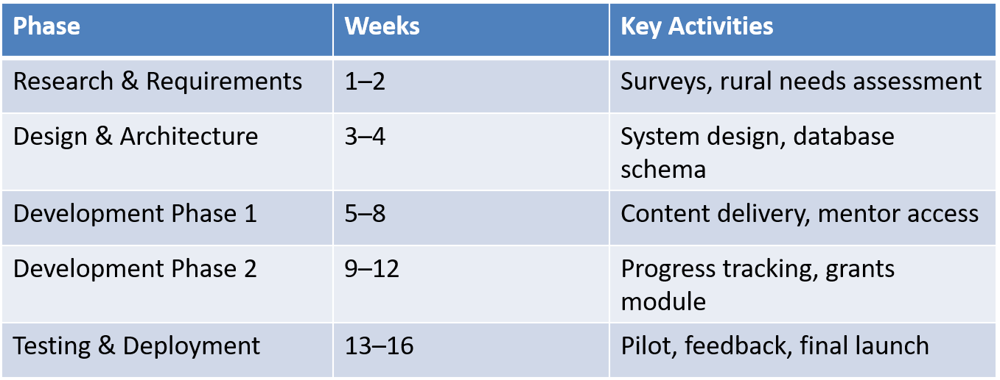 Phase Weeks Key Activities
Research & Requirements 1–2 Surveys, rural needs assessment
Design & Architecture 3–4 System design, database
schema
Development Phase 1 5–8 Content delivery, mentor access
Development Phase 2 9–12 Progress tracking, grants
module
Testing & Deployment 13–16 Pilot, feedback, final launch